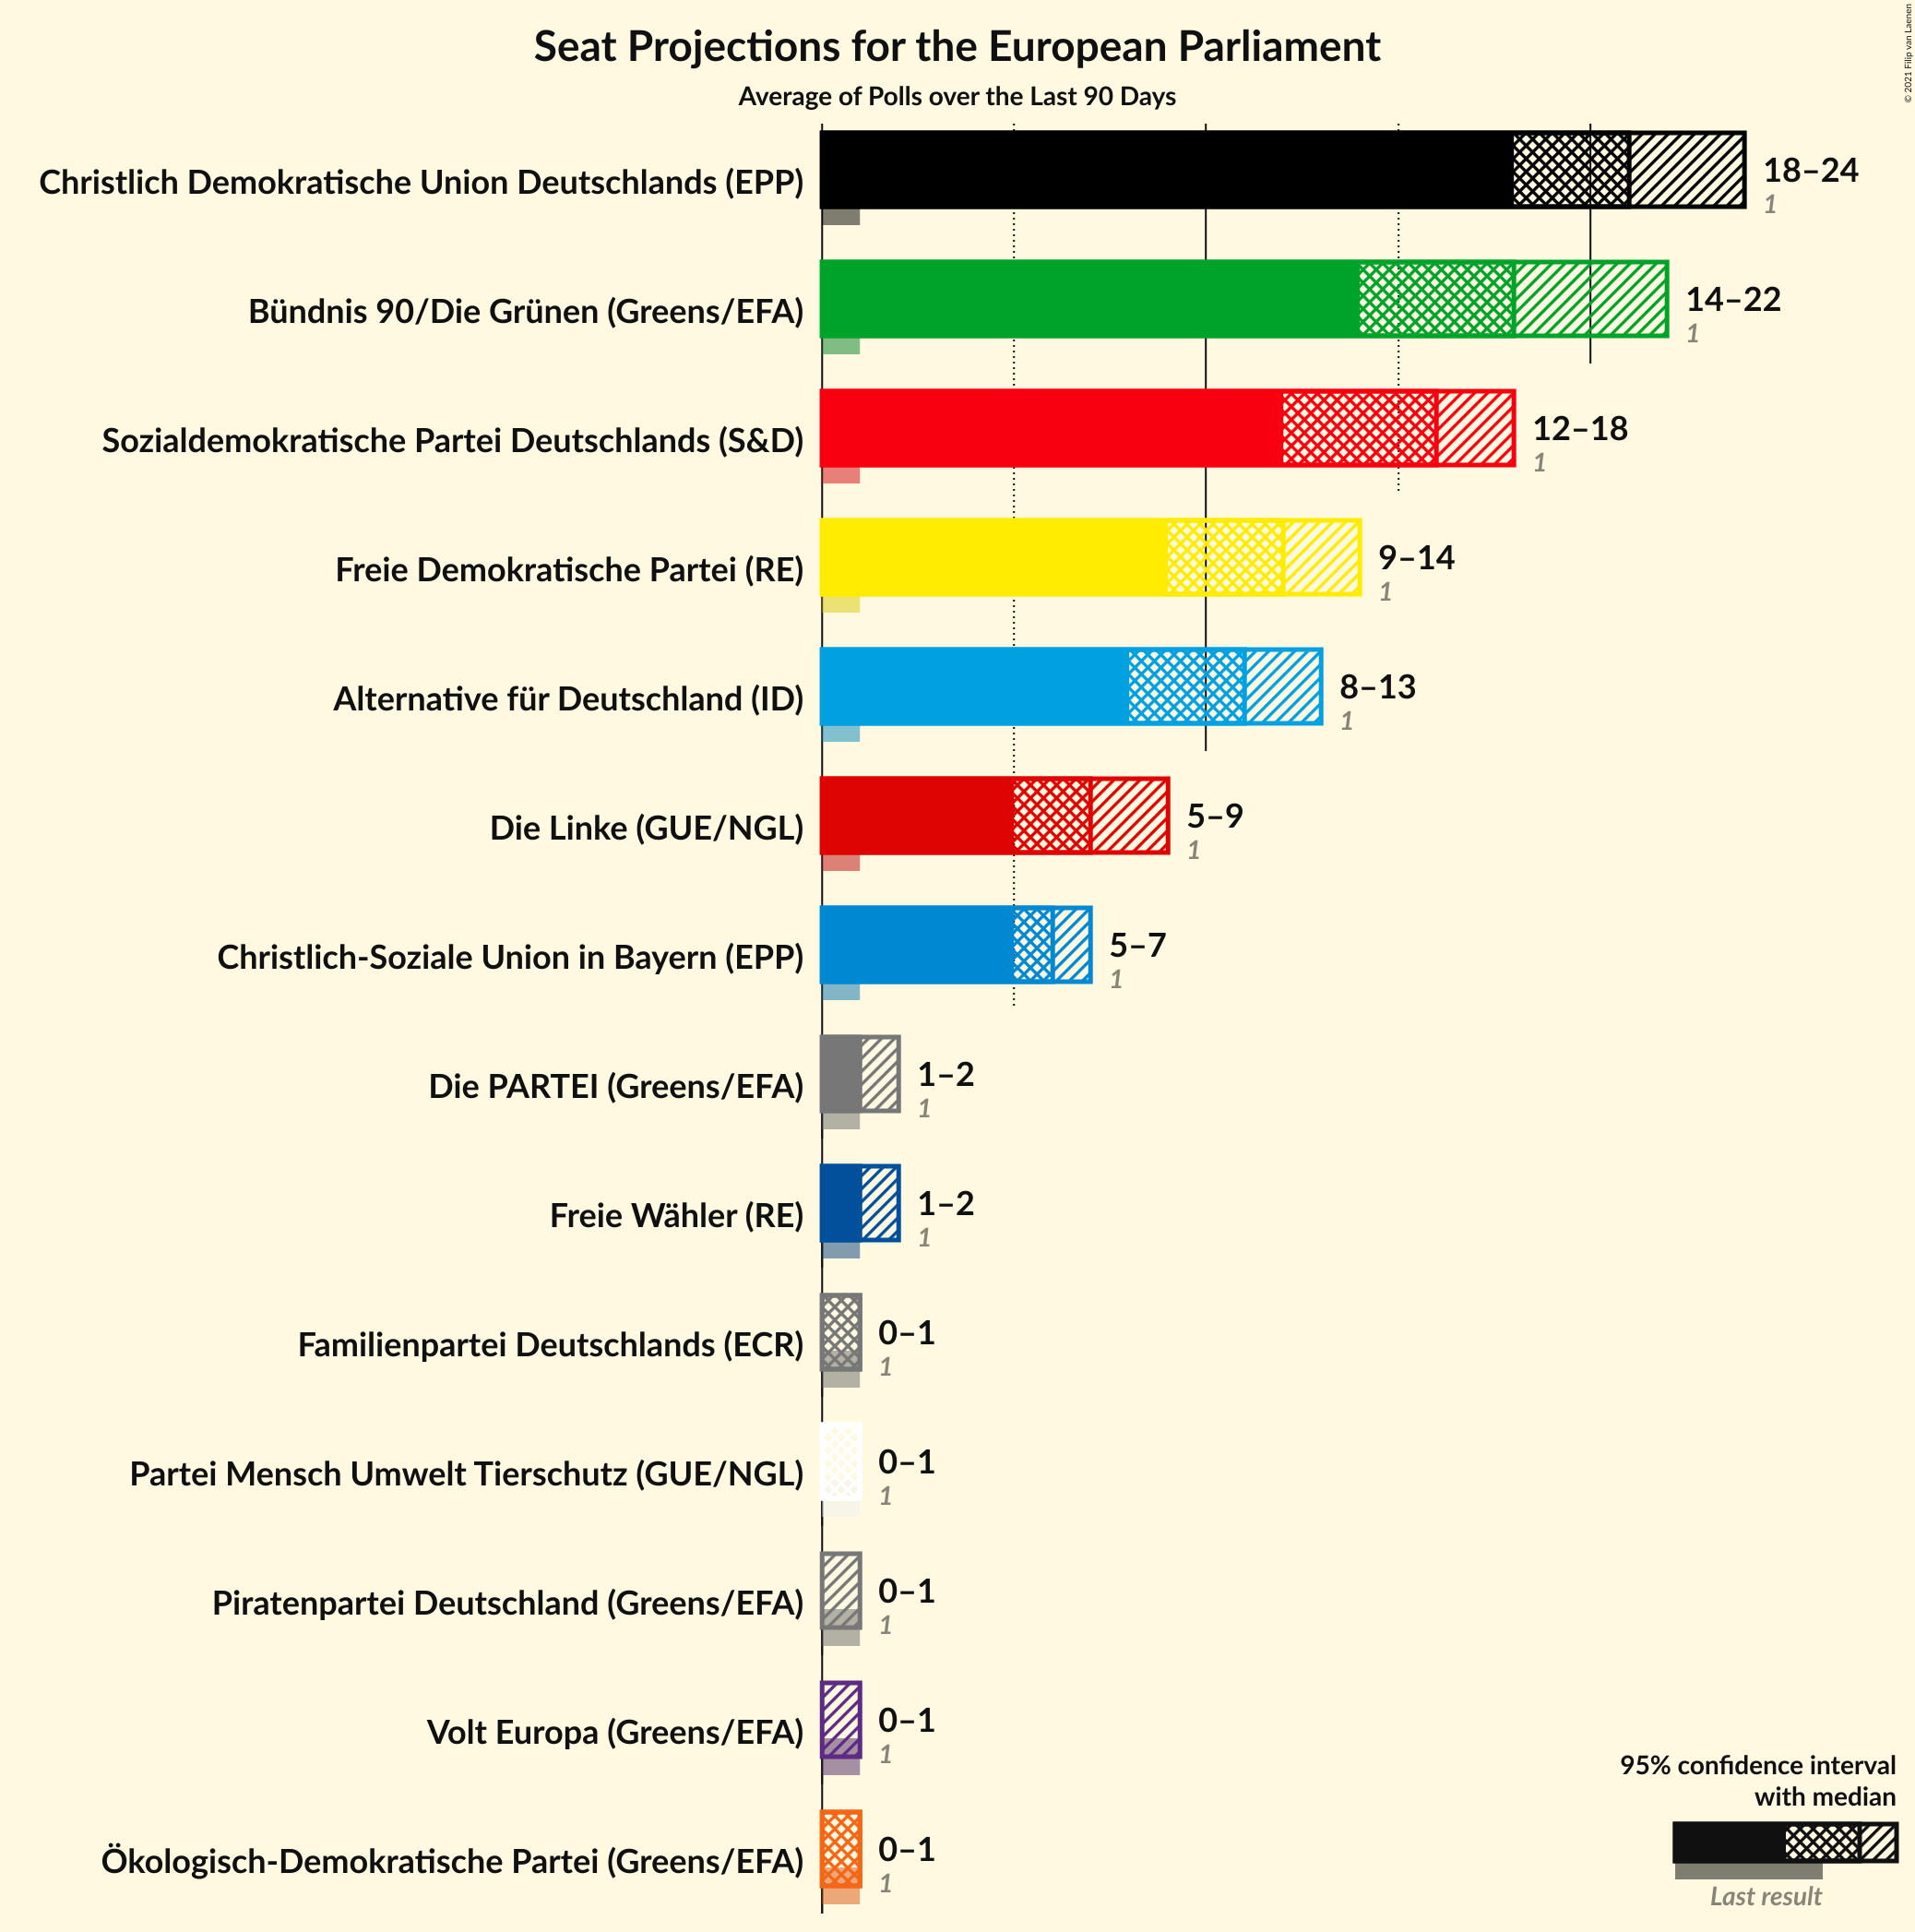 Seat Projections for the European Parliament
Average of Polls over the Last 90 Days
© 2021 Filip van Laenen
Christlich Demokratische Union Deutschlands (EPP)
18–24
1
Bündnis 90/Die Grünen (Greens/EFA)
14–22
1
Sozialdemokratische Partei Deutschlands (S&D)
12–18
1
Freie Demokratische Partei (RE)
9–14
1
Alternative für Deutschland (ID)
8–13
1
Die Linke (GUE/NGL)
5–9
1
Christlich-Soziale Union in Bayern (EPP)
5–7
1
Die PARTEI (Greens/EFA)
1–2
1
Freie Wähler (RE)
1–2
1
Familienpartei Deutschlands (ECR)
0–1
1
Partei Mensch Umwelt Tierschutz (GUE/NGL)
0–1
1
Piratenpartei Deutschland (Greens/EFA)
0–1
1
Volt Europa (Greens/EFA)
0–1
1
Ökologisch-Demokratische Partei (Greens/EFA)
0–1
1
95% confidence interval
with median
Last result